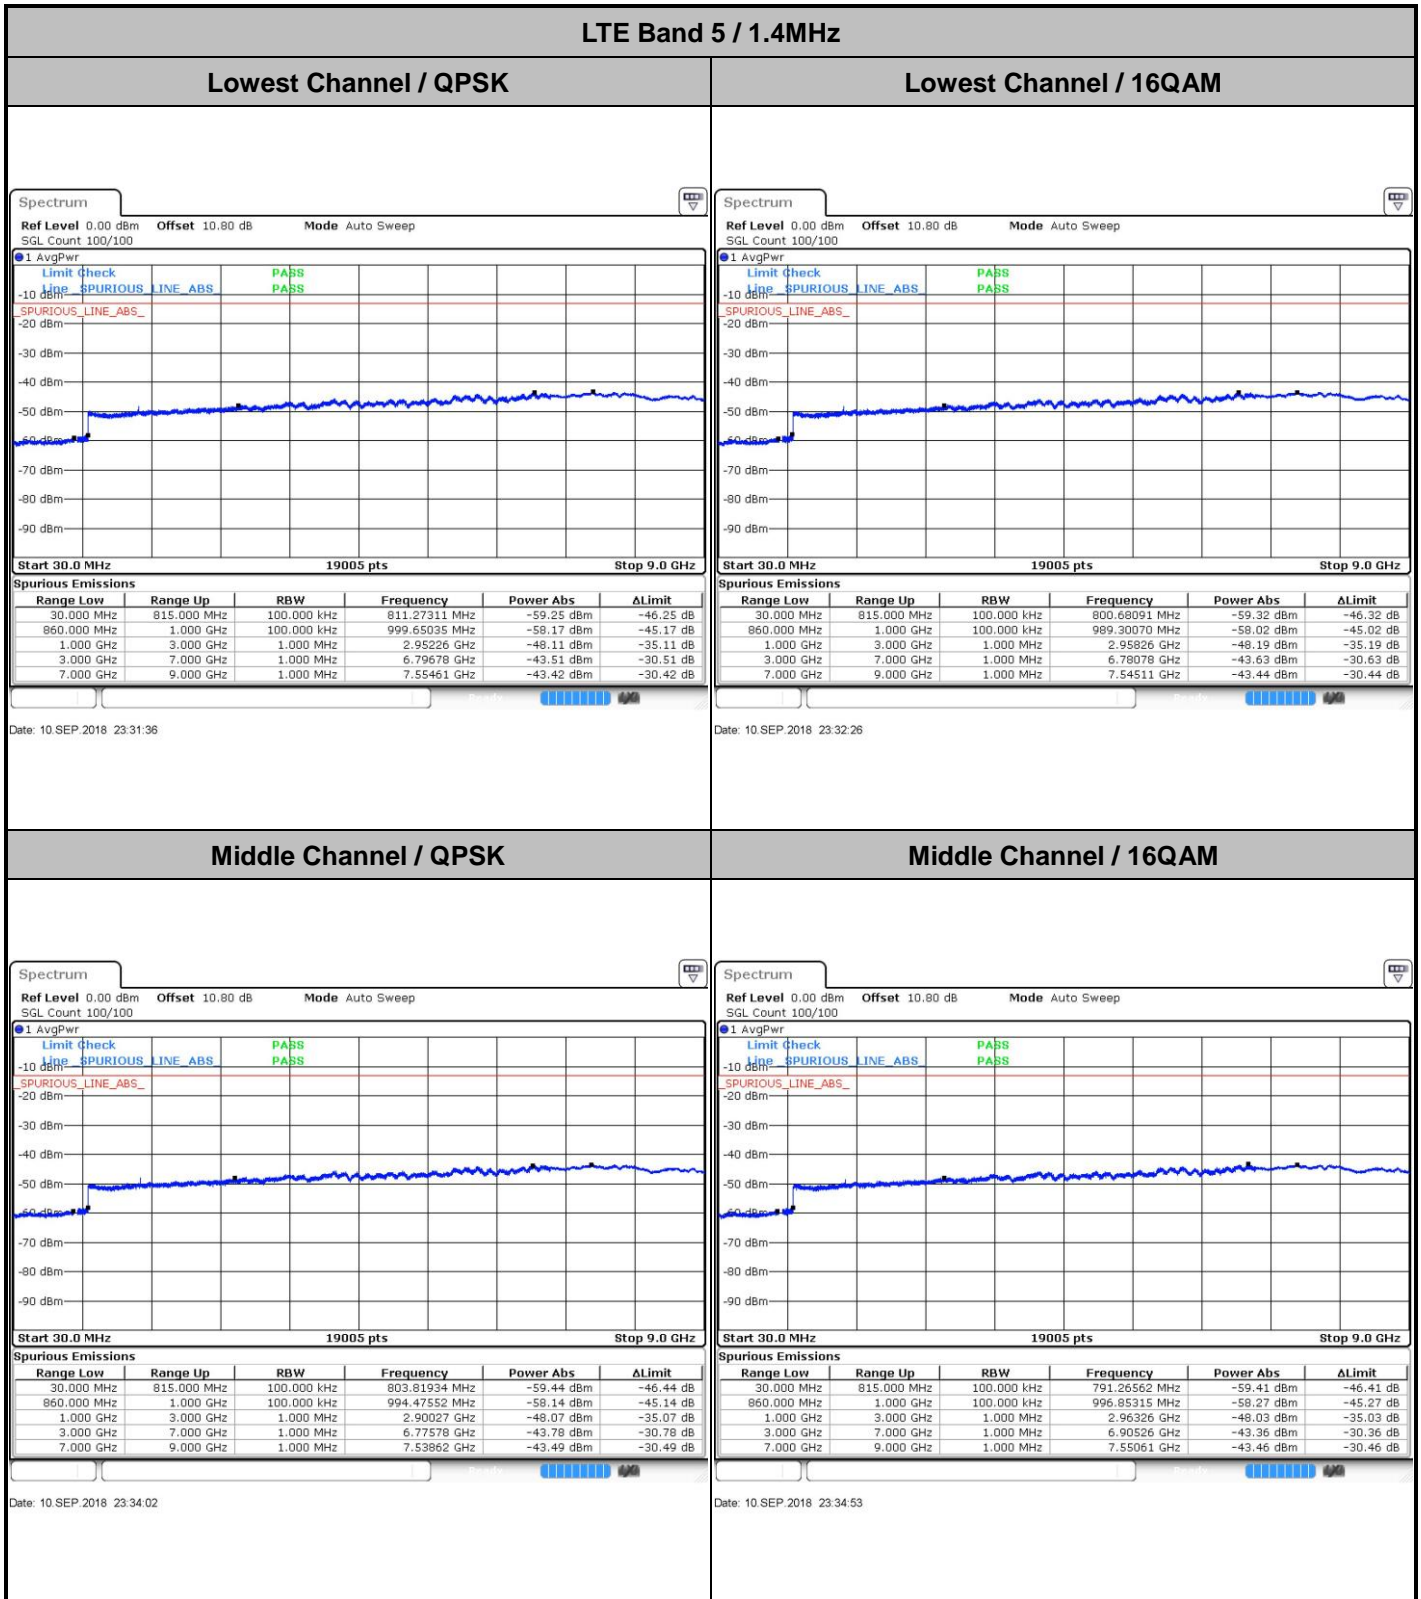 LTE Band 5 / 1.4MHz
Lowest Channel / QPSK
Lowest Channel / 16QAM
Spectrum
Ref Level 0.00 dBm Offset 10.80 dB Mode Auto Sweep
SGL Count 100/100
1 AvgPwr
Limit Check PASS
Line _SPURIOUS_LINE_ABS_ PASS
-10 dBm
_SPURIOUS_LINE_ABS_
-20 dBm
-30 dBm
-40 dBm
-50 dBm
-60 dBm
-70 dBm
-80 dBm
-90 dBm
Start 30.0 MHz 19005 pts Stop 9.0 GHz
Spurious Emissions
Range Low Range Up RBW Frequency Power Abs ΔLimit
30.000 MHz 815.000 MHz 100.000 kHz 811.27311 MHz -59.25 dBm -46.25 dB
860.000 MHz 1.000 GHz 100.000 kHz 999.65035 MHz -58.17 dBm -45.17 dB
1.000 GHz 3.000 GHz 1.000 MHz 2.95226 GHz -48.11 dBm -35.11 dB
3.000 GHz 7.000 GHz 1.000 MHz 6.79678 GHz -43.51 dBm -30.51 dB
7.000 GHz 9.000 GHz 1.000 MHz 7.55461 GHz -43.42 dBm -30.42 dB
Date: 10.SEP.2018 23:31:36
Spectrum
Ref Level 0.00 dBm Offset 10.80 dB Mode Auto Sweep
SGL Count 100/100
1 AvgPwr
Limit Check PASS
Line _SPURIOUS_LINE_ABS_ PASS
-10 dBm
_SPURIOUS_LINE_ABS_
-20 dBm
-30 dBm
-40 dBm
-50 dBm
-60 dBm
-70 dBm
-80 dBm
-90 dBm
Start 30.0 MHz 19005 pts Stop 9.0 GHz
Spurious Emissions
Range Low Range Up RBW Frequency Power Abs ΔLimit
30.000 MHz 815.000 MHz 100.000 kHz 800.68091 MHz -59.32 dBm -46.32 dB
860.000 MHz 1.000 GHz 100.000 kHz 989.30070 MHz -58.02 dBm -45.02 dB
1.000 GHz 3.000 GHz 1.000 MHz 2.95826 GHz -48.19 dBm -35.19 dB
3.000 GHz 7.000 GHz 1.000 MHz 6.78078 GHz -43.63 dBm -30.63 dB
7.000 GHz 9.000 GHz 1.000 MHz 7.54511 GHz -43.44 dBm -30.44 dB
Date: 10.SEP.2018 23:32:26
Middle Channel / QPSK
Middle Channel / 16QAM
Spectrum
Ref Level 0.00 dBm Offset 10.80 dB Mode Auto Sweep
SGL Count 100/100
1 AvgPwr
Limit Check PASS
Line _SPURIOUS_LINE_ABS_ PASS
-10 dBm
_SPURIOUS_LINE_ABS_
-20 dBm
-30 dBm
-40 dBm
-50 dBm
-60 dBm
-70 dBm
-80 dBm
-90 dBm
Start 30.0 MHz 19005 pts Stop 9.0 GHz
Spurious Emissions
Range Low Range Up RBW Frequency Power Abs ΔLimit
30.000 MHz 815.000 MHz 100.000 kHz 803.81934 MHz -59.44 dBm -46.44 dB
860.000 MHz 1.000 GHz 100.000 kHz 994.47552 MHz -58.14 dBm -45.14 dB
1.000 GHz 3.000 GHz 1.000 MHz 2.90027 GHz -48.07 dBm -35.07 dB
3.000 GHz 7.000 GHz 1.000 MHz 6.77578 GHz -43.78 dBm -30.78 dB
7.000 GHz 9.000 GHz 1.000 MHz 7.53862 GHz -43.49 dBm -30.49 dB
Date: 10.SEP.2018 23:34:02
Spectrum
Ref Level 0.00 dBm Offset 10.80 dB Mode Auto Sweep
SGL Count 100/100
1 AvgPwr
Limit Check PASS
Line _SPURIOUS_LINE_ABS_ PASS
-10 dBm
_SPURIOUS_LINE_ABS_
-20 dBm
-30 dBm
-40 dBm
-50 dBm
-60 dBm
-70 dBm
-80 dBm
-90 dBm
Start 30.0 MHz 19005 pts Stop 9.0 GHz
Spurious Emissions
Range Low Range Up RBW Frequency Power Abs ΔLimit
30.000 MHz 815.000 MHz 100.000 kHz 791.26562 MHz -59.41 dBm -46.41 dB
860.000 MHz 1.000 GHz 100.000 kHz 996.85315 MHz -58.27 dBm -45.27 dB
1.000 GHz 3.000 GHz 1.000 MHz 2.96326 GHz -48.03 dBm -35.03 dB
3.000 GHz 7.000 GHz 1.000 MHz 6.90526 GHz -43.36 dBm -30.36 dB
7.000 GHz 9.000 GHz 1.000 MHz 7.55061 GHz -43.46 dBm -30.46 dB
Date: 10.SEP.2018 23:34:53